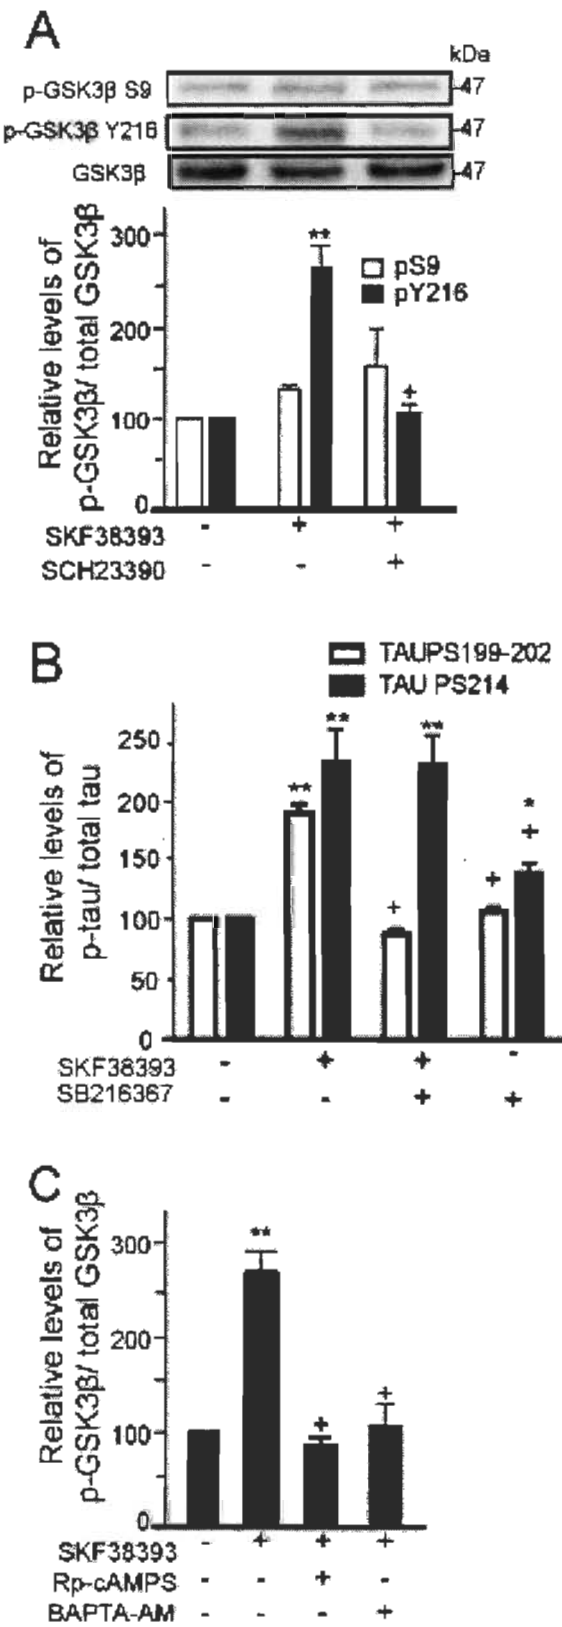 A
kDa
p-GSK3β S9 -47
p-GSK3β Y216 -47
GSK3β -47
Relative levels of
p-GSK3β/ total GSK3β
300
200
100
0
**
+
pS9
pY216
SKF38393 - + +
SCH23390 - - +
B
TAUPS199-202
TAU PS214
Relative levels of
p-tau/ total tau
250
200
150
100
50
0
** ** + ** + * +
SKF38393 - + + -
SB216367 - - + +
C
Relative levels of
p-GSK3β/ total GSK3β
300
200
100
0
** + +
SKF38393 - + + +
Rp-cAMPS - - + -
BAPTA-AM - - - +